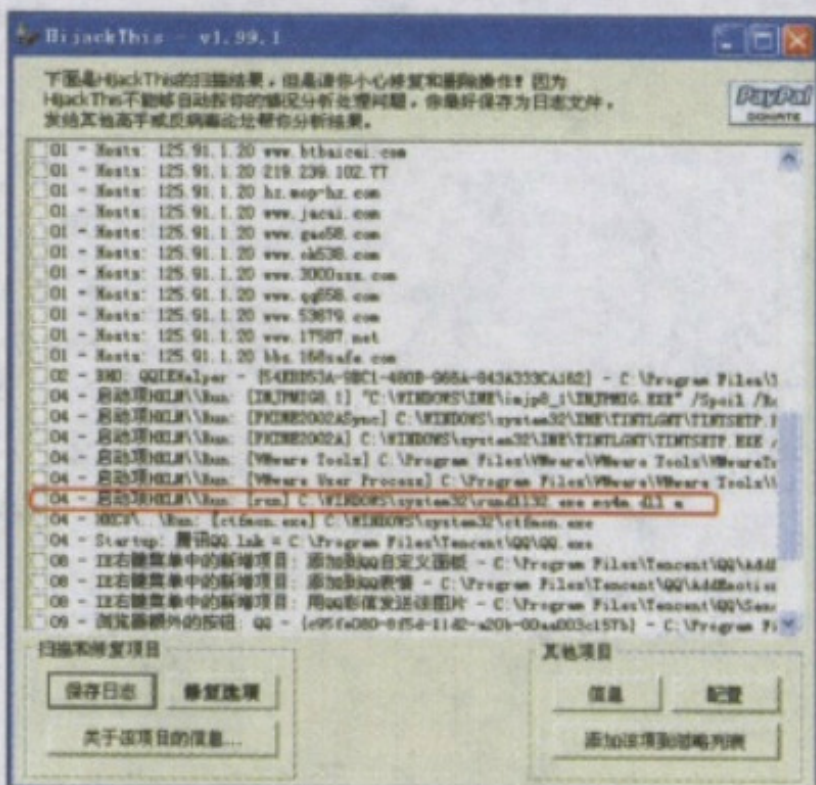 HijackThis - v1.99.1
下面是HijackThis的扫描结果,但是请你小心修复和删除操作!因为
HijackThis不能够自动按你的情况分析处理问题,你最好保存为日志文件,
发给其他高手或反病毒论坛帮你分析结果。
PayPal
DONATE
O1 - Hosts: 125.91.1.20 www.btbaicai.com
O1 - Hosts: 125.91.1.20 219.239.102.77
O1 - Hosts: 125.91.1.20 hz.mop-hz.com
O1 - Hosts: 125.91.1.20 www.jacai.com
O1 - Hosts: 125.91.1.20 www.gao58.com
O1 - Hosts: 125.91.1.20 www.ok538.com
O1 - Hosts: 125.91.1.20 www.3000sss.com
O1 - Hosts: 125.91.1.20 www.qq658.com
O1 - Hosts: 125.91.1.20 www.53679.com
O1 - Hosts: 125.91.1.20 www.17587.net
O1 - Hosts: 125.91.1.20 bbs.168safe.com
O2 - BHO: QQIEHelper - {54EBD53A-9BC1-480B-966A-843A333CA162} - C:\Program Files\
O4 - 启动项HKLM\\Run: [IMJPMIG8.1] "C:\WINDOWS\IME\imjp8_1\IMJPMIG.EXE" /Spoil /
O4 - 启动项HKLM\\Run: [PHIME2002ASync] C:\WINDOWS\system32\IME\TINTLGNT\TINTSETP.
O4 - 启动项HKLM\\Run: [PHIME2002A] C:\WINDOWS\system32\IME\TINTLGNT\TINTSETP.EXE /
O4 - 启动项HKLM\\Run: [VMware Tools] C:\Program Files\VMware\VMware Tools\VMwareT
O4 - 启动项HKLM\\Run: [VMware User Process] C:\Program Files\VMware\VMware Tools\
O4 - 启动项HKLM\\Run: [run] C:\WINDOWS\system32\rundll32.exe
O4 - HKCU\..\Run: [ctfmon.exe] C:\WINDOWS\system32\ctfmon.exe
O4 - Startup: 腾讯QQ.lnk = C:\Program Files\Tencent\QQ\QQ.exe
O8 - IE右键菜单中的新增项目: 添加到QQ自定义面板 - C:\Program Files\Tencent\QQ\Add
O8 - IE右键菜单中的新增项目: 添加到QQ表情 - C:\Program Files\Tencent\QQ\AddEmotion
O8 - IE右键菜单中的新增项目: 用QQ彩信发送该图片 - C:\Program Files\Tencent\QQ\Sen
O9 - 浏览器额外的按钮: QQ - {c95fe080-8f5d-11d2-a20b-00aa003c157b} - C:\Program Fi
扫描和修复项目
其他项目
保存日志
修复选项
信息
配置
关于该项目的信息...
添加该项到忽略列表